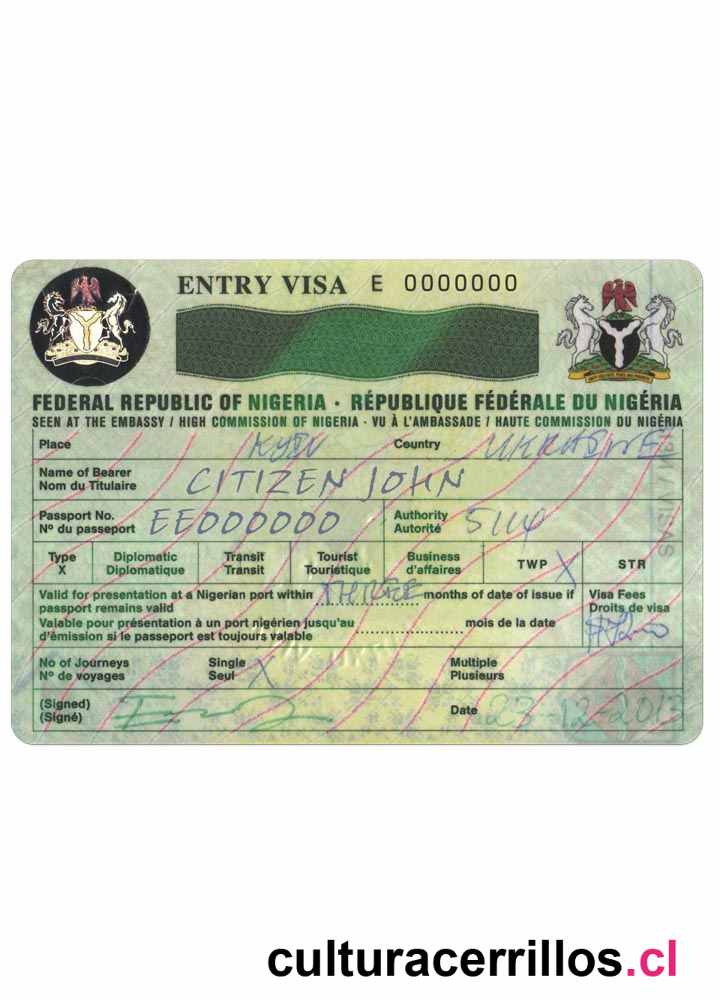 ENTRY VISA E 0000000
FEDERAL REPUBLIC OF NIGERIA · RÉPUBLIQUE FÉDÉRALE DU NIGÉRIA
SEEN AT THE EMBASSY / HIGH COMMISSION OF NIGERIA · VU À L'AMBASSADE / HAUTE COMMISSION DU NIGÉRIA
Place KYIV Country UKRAINE
Name of Bearer
Nom du Titulaire CITIZEN JOHN
Passport No.
Nº du passeport EE000000 Authority
Autorité 5114
Type Diplomatic Transit Tourist Business TWP X STR
X Diplomatique Transit Touristique d'affaires
Valid for presentation at a Nigerian port within THREE months of date of issue if Visa Fees
passport remains valid Droits de visa
Valable pour présentation à un port nigérien jusqu'au mois de la date
d'émission si le passeport est toujours valable
No of Journeys Single X Multiple
Nº de voyages Seul Plusieurs
(Signed)
(Signé) Date 23-12-2013
VISAS
culturacerrillos.cl